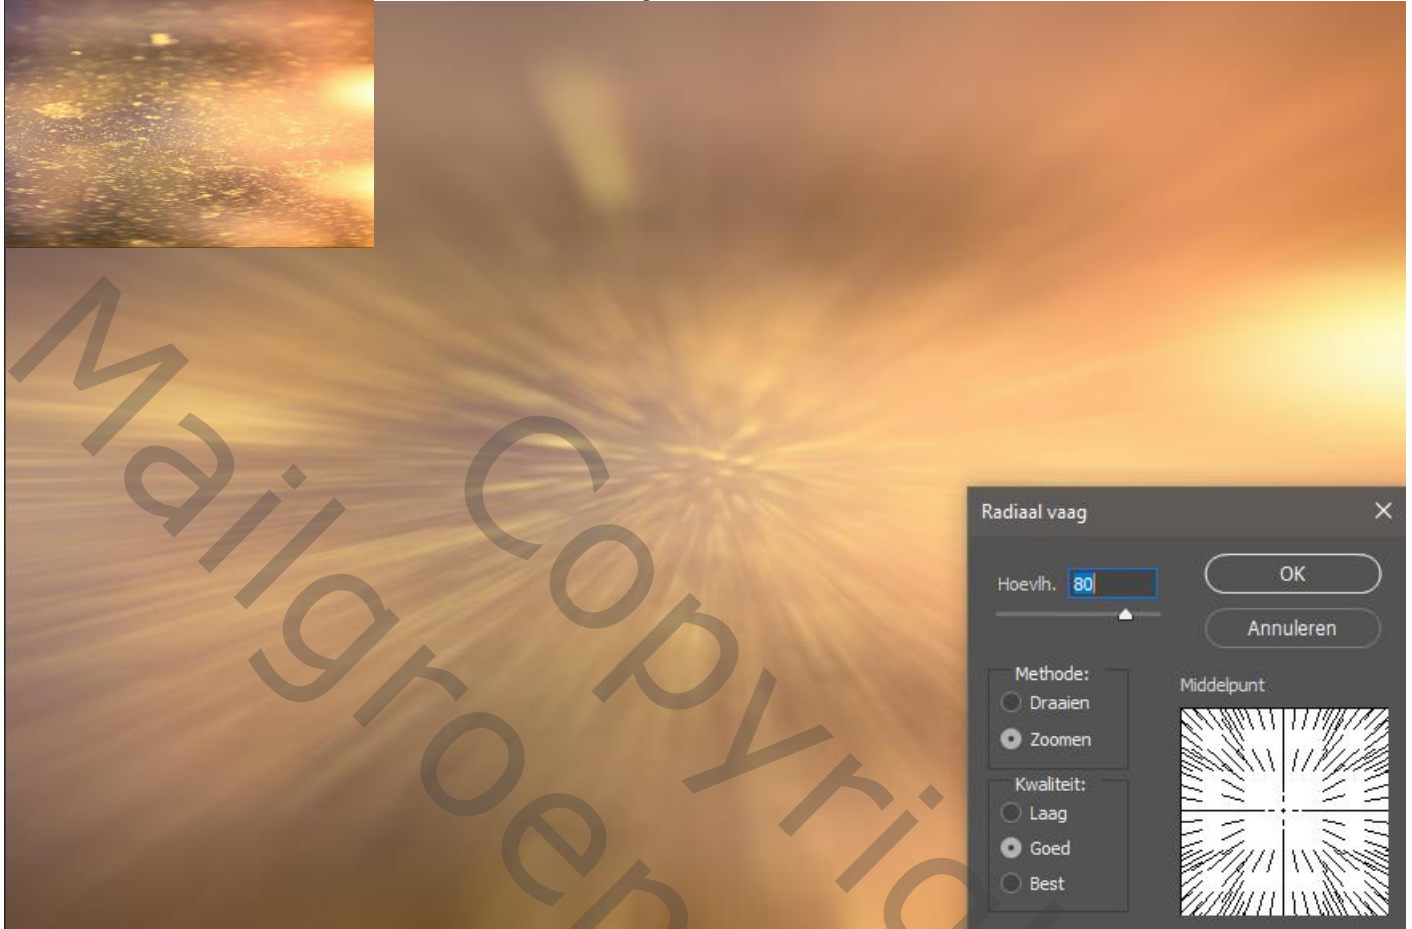 Radiaal vaag
Hoevlh. 80
OK
Annuleren
Methode:
Draaien
Zoomen
Middelpunt
Kwaliteit:
Laag
Goed
Best
Copyrig
Mailgroep